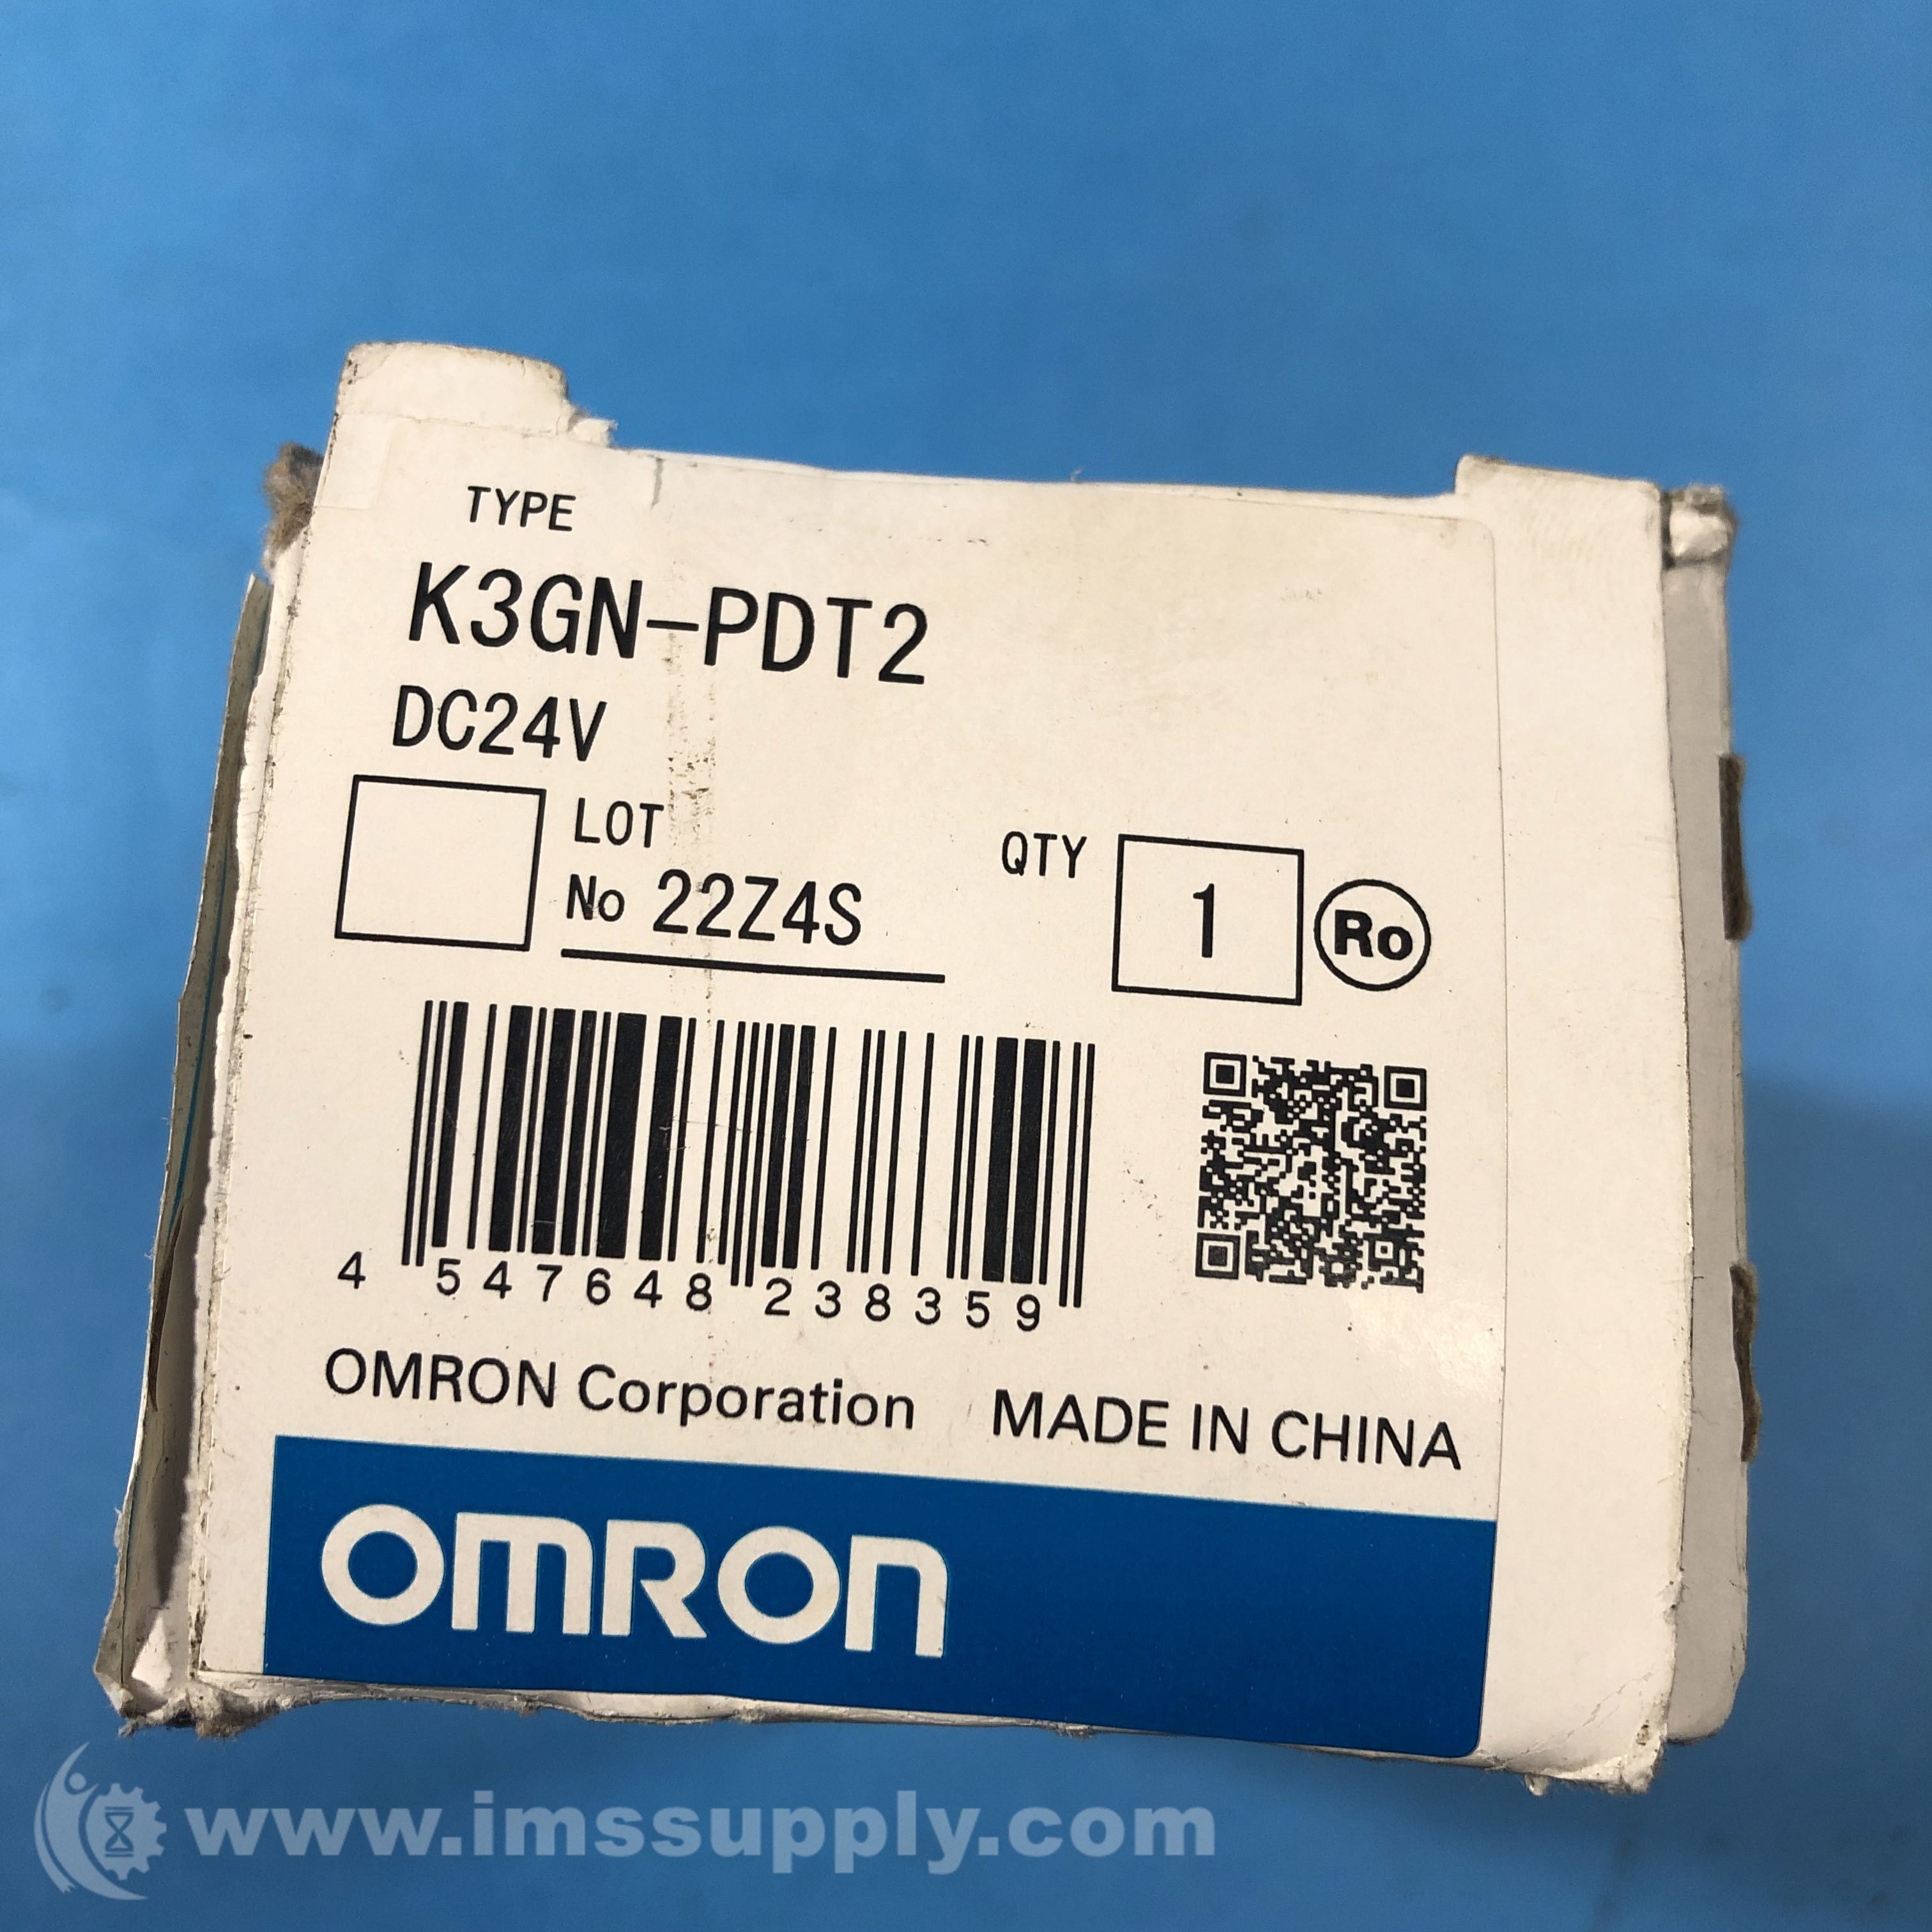 TYPE
K3GN-PDT2
DC24V
LOT
No 22Z4S
QTY 1 Ro
4 547648 238359
OMRON Corporation MADE IN CHINA
OMRON
www.imssupply.com